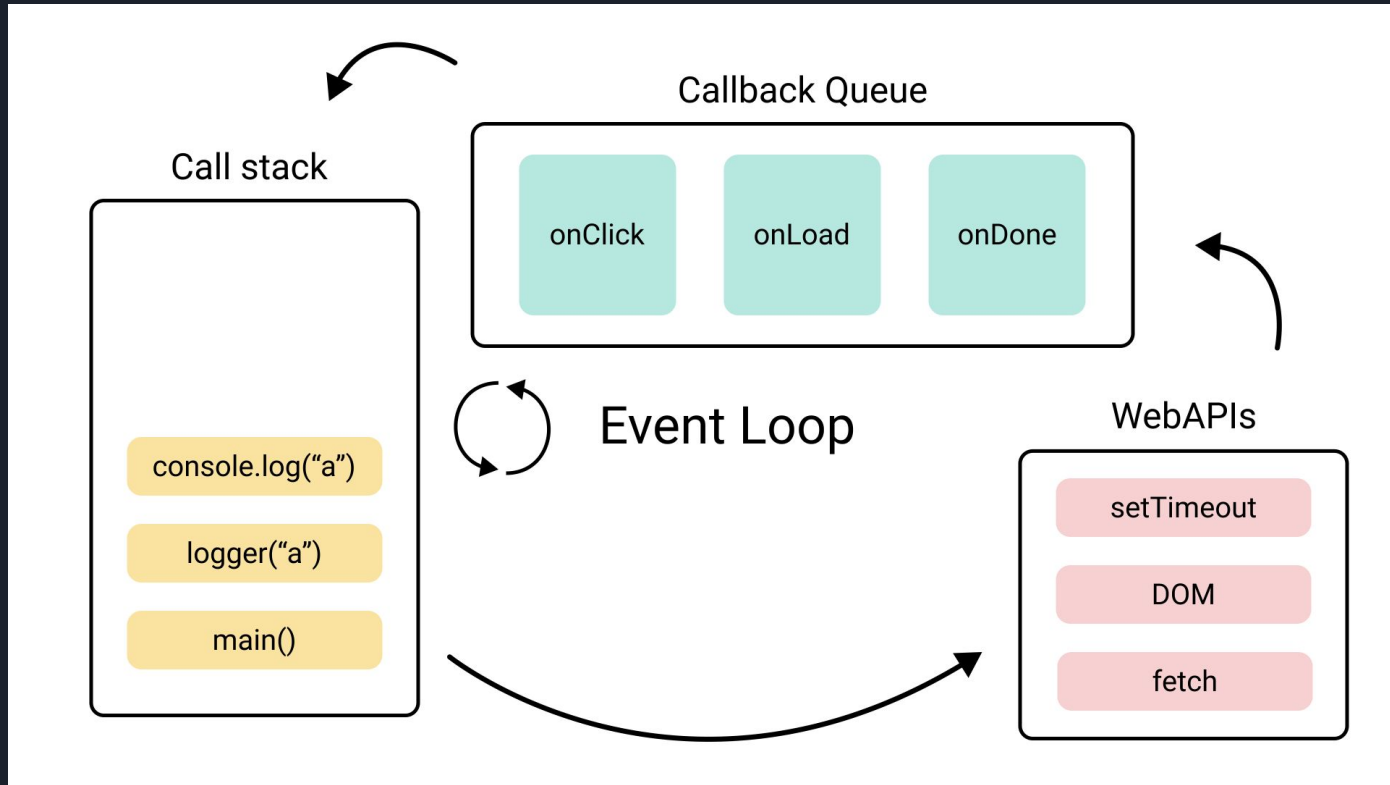 Callback Queue
onClick
onLoad
onDone
Call stack
console.log(“a”)
logger(“a”)
main()
Event Loop
WebAPIs
setTimeout
DOM
fetch